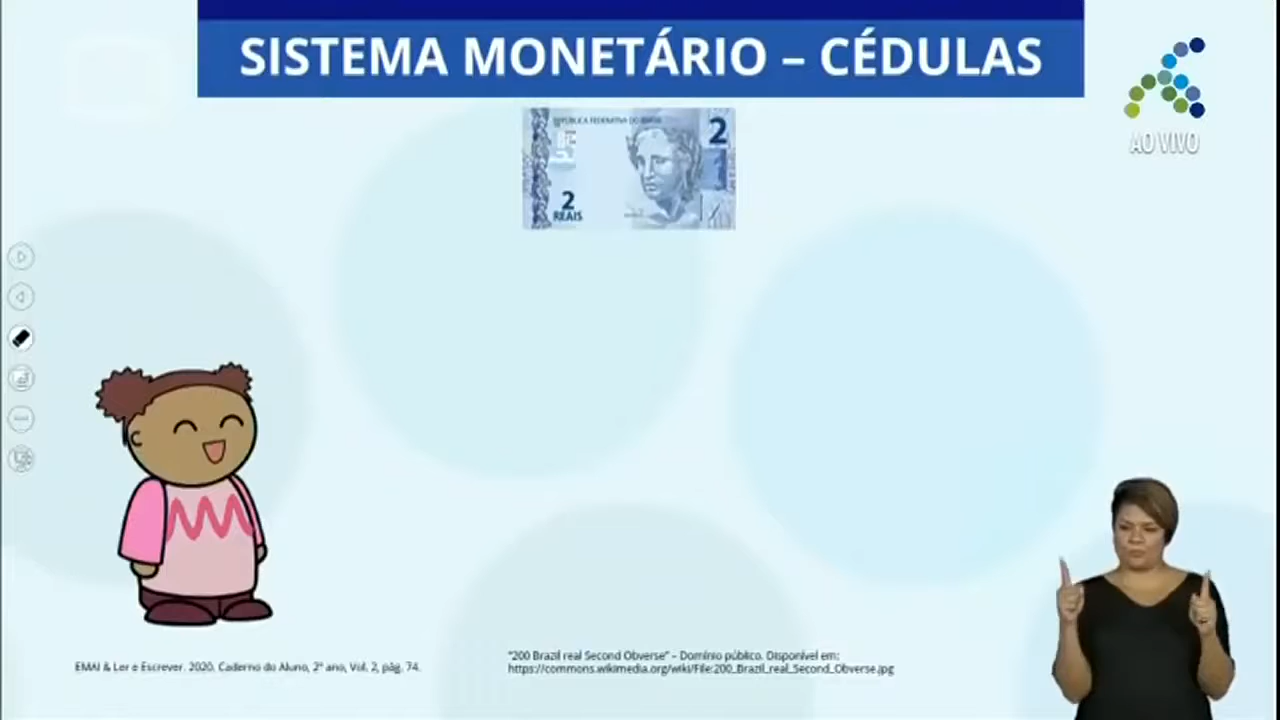 SISTEMA MONETÁRIO – CÉDULAS
AO VIVO
REPÚBLICA FEDERATIVA DO BRASIL
2
2
REAIS
EMAI & Ler e Escrever. 2020. Caderno do Aluno, 2º ano, Vol. 2, pág. 74.
"200 Brazil real Second Obverse" – Domínio público. Disponível em:
https://commons.wikimedia.org/wiki/File:200_Brazil_real_Second_Obverse.jpg